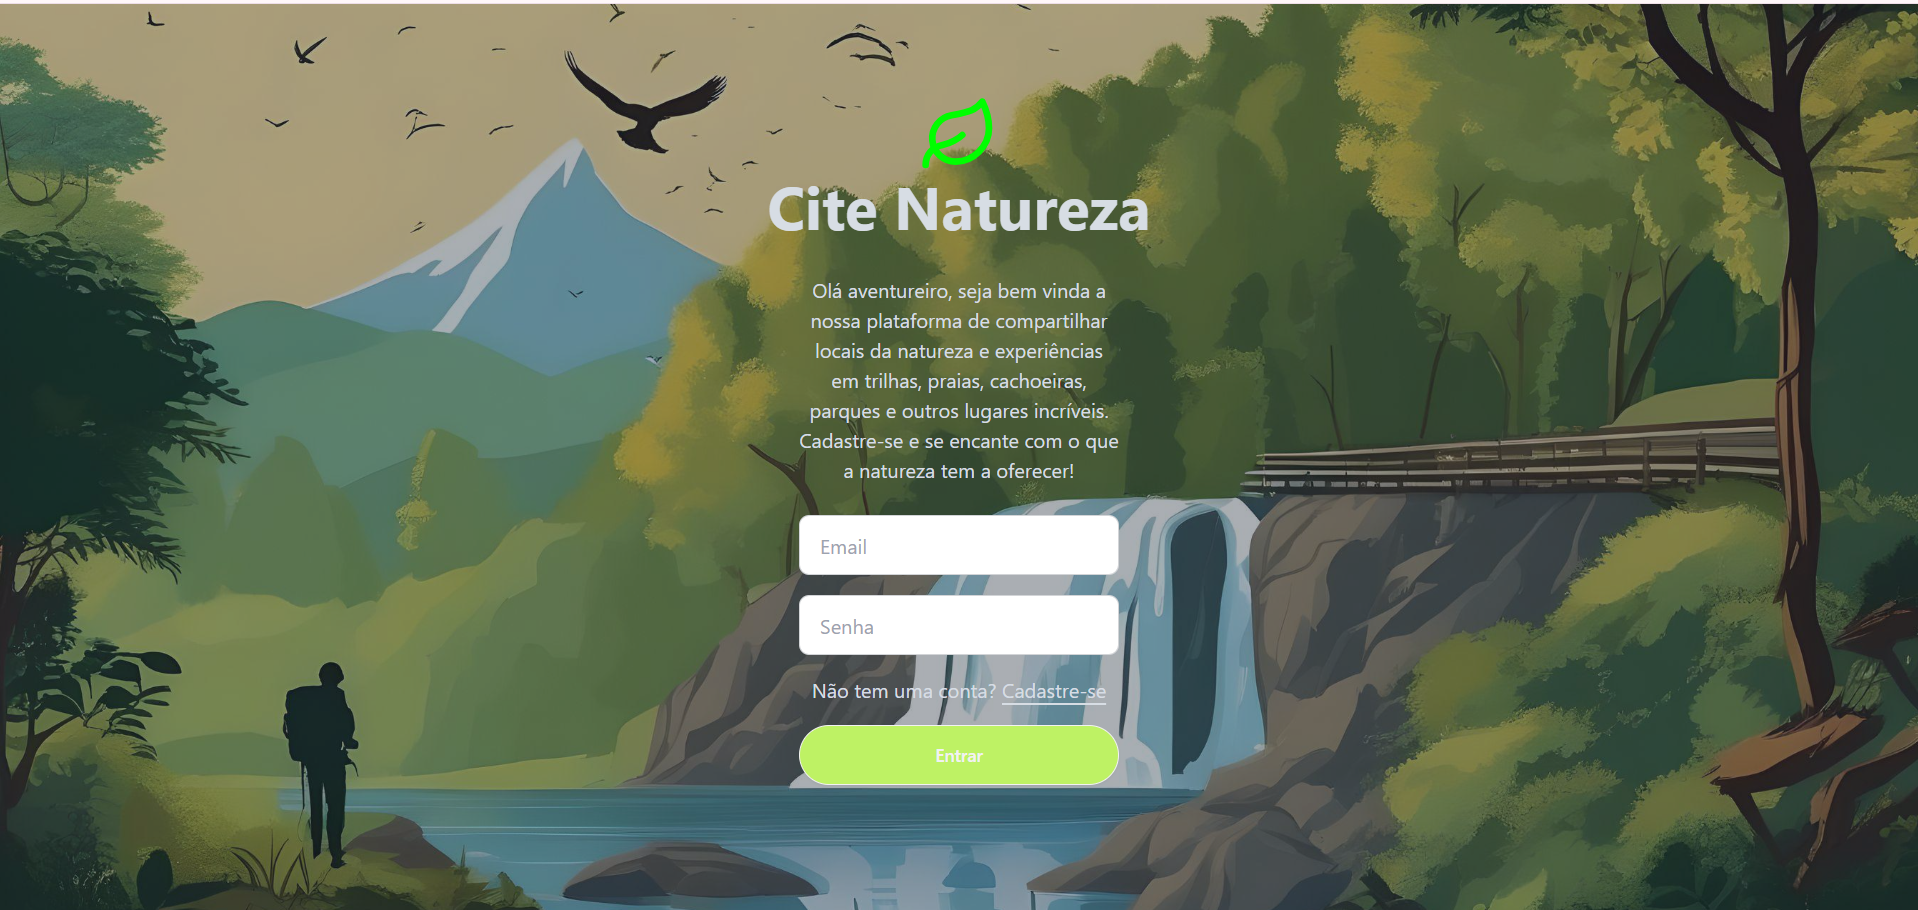 Cite Natureza
Olá aventureiro, seja bem vinda a
nossa plataforma de compartilhar
locais da natureza e experiências
em trilhas, praias, cachoeiras,
parques e outros lugares incríveis.
Cadastre-se e se encante com o que
a natureza tem a oferecer!
Email
Senha
Não tem uma conta? Cadastre-se
Entrar